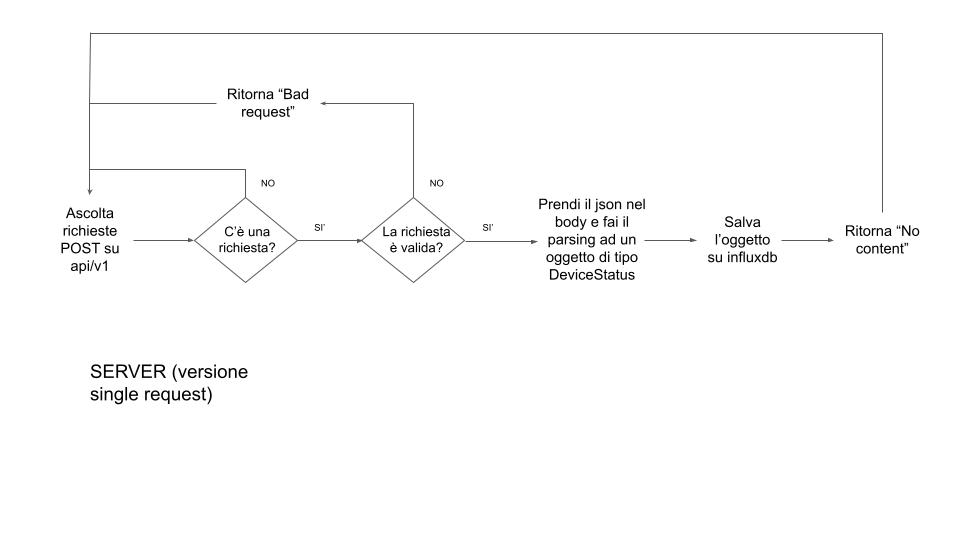 Ritorna “Bad
request”
NO
NO
Ascolta
richieste
POST su
api/v1
C’è una
richiesta?
SI’
La richiesta
è valida?
SI’
Prendi il json nel
body e fai il
parsing ad un
oggetto di tipo
DeviceStatus
Salva
l’oggetto
su influxdb
Ritorna “No
content”
SERVER (versione
single request)